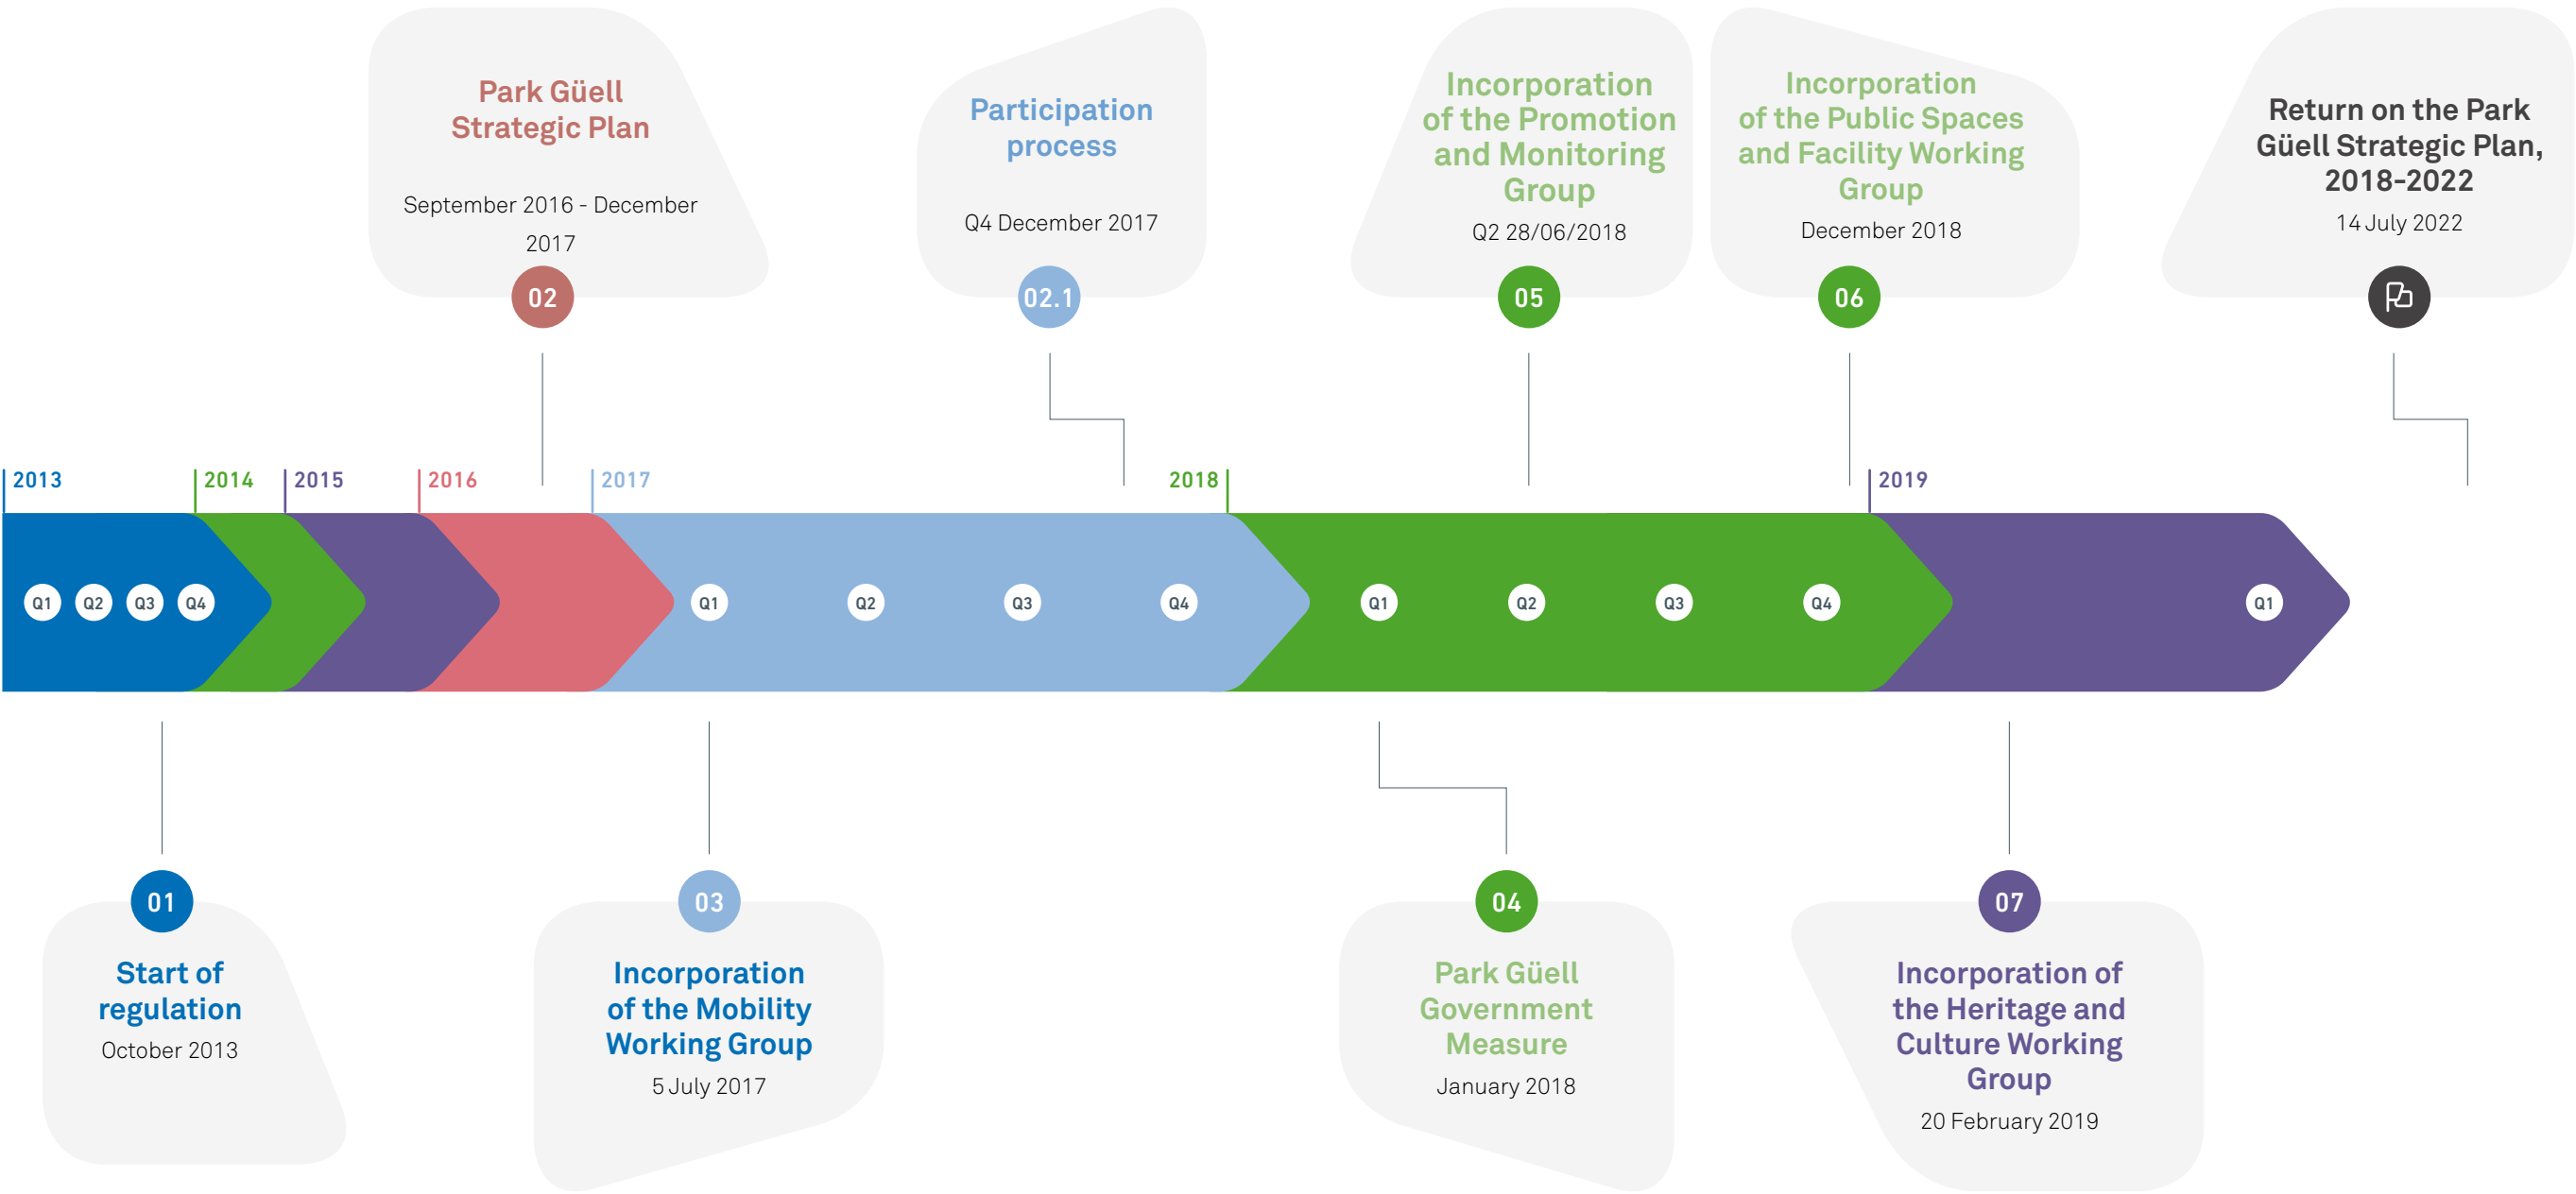 Park Güell
Strategic Plan
September 2016 - December
2017
02
Participation
process
Q4 December 2017
02.1
Incorporation
of the Promotion
and Monitoring
Group
Q2 28/06/2018
05
Incorporation
of the Public Spaces
and Facility Working
Group
December 2018
06
Return on the Park
Güell Strategic Plan,
2018-2022
14 July 2022
2013
2014
2015
2016
2017
2018
2019
Q1
Q2
Q3
Q4
Q1
Q2
Q3
Q4
Q1
Q2
Q3
Q4
Q1
01
Start of
regulation
October 2013
03
Incorporation
of the Mobility
Working Group
5 July 2017
04
Park Güell
Government
Measure
January 2018
07
Incorporation of
the Heritage and
Culture Working
Group
20 February 2019